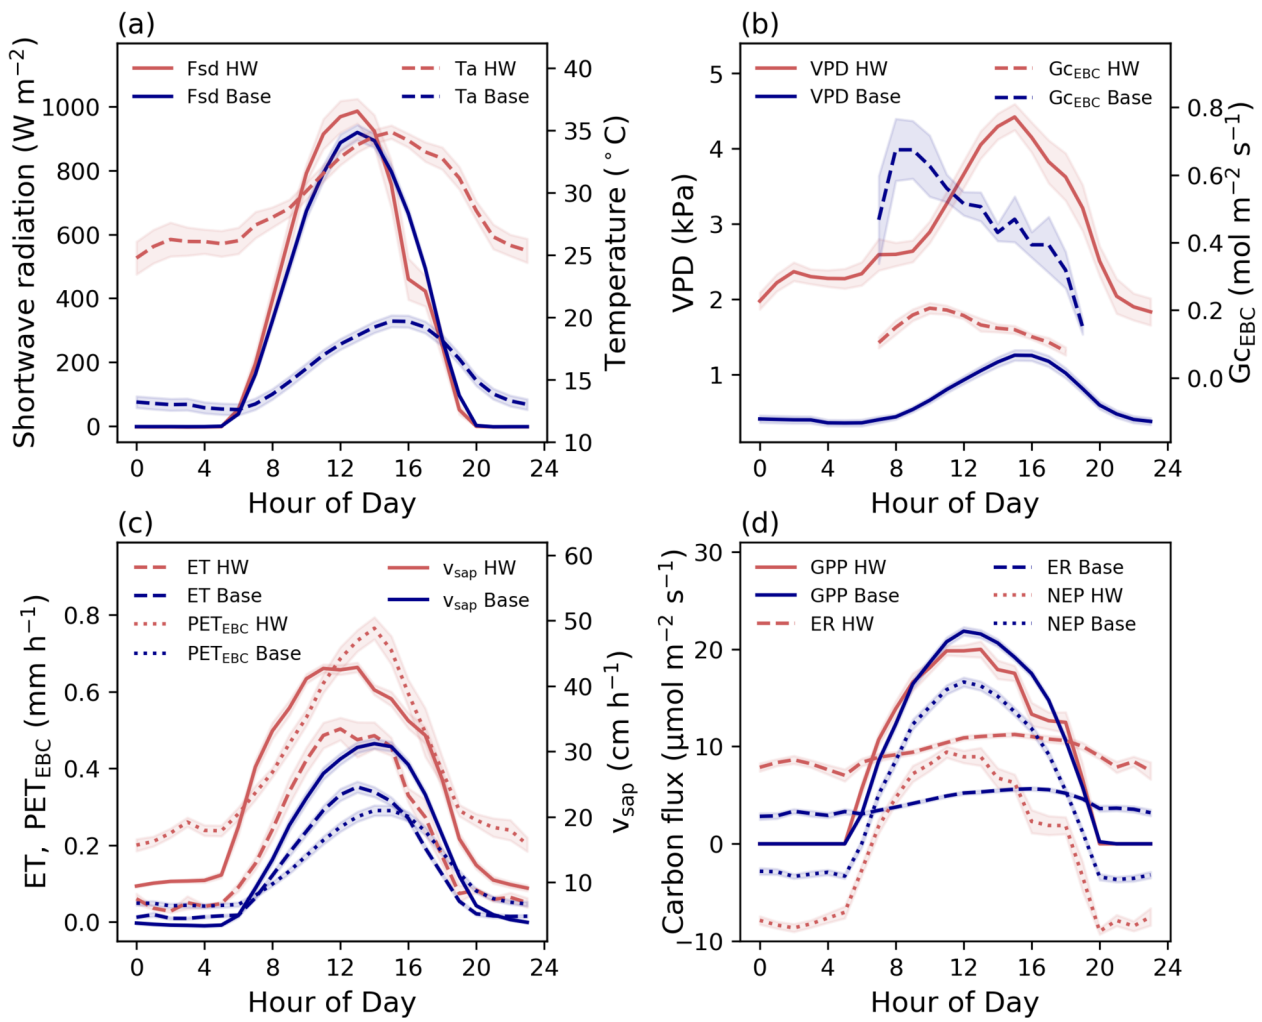 (a)
Fsd HW
Fsd Base
Ta HW
Ta Base
Shortwave radiation (W m⁻²)
1000
800
600
400
200
0
40
35
30
25
20
15
10
Temperature (°C)
0 4 8 12 16 20 24
Hour of Day
(b)
VPD HW
VPD Base
Gc_EBC HW
Gc_EBC Base
VPD (kPa)
5
4
3
2
1
0.8
0.6
0.4
0.2
0.0
Gc_EBC (mol m⁻² s⁻¹)
0 4 8 12 16 20 24
Hour of Day
(c)
ET HW
ET Base
PET_EBC HW
PET_EBC Base
v_sap HW
v_sap Base
ET, PET_EBC (mm h⁻¹)
0.8
0.6
0.4
0.2
0.0
60
50
40
30
20
10
v_sap (cm h⁻¹)
0 4 8 12 16 20 24
Hour of Day
(d)
GPP HW
GPP Base
ER HW
ER Base
NEP HW
NEP Base
Carbon flux (μmol m⁻² s⁻¹)
30
20
10
0
−10
0 4 8 12 16 20 24
Hour of Day